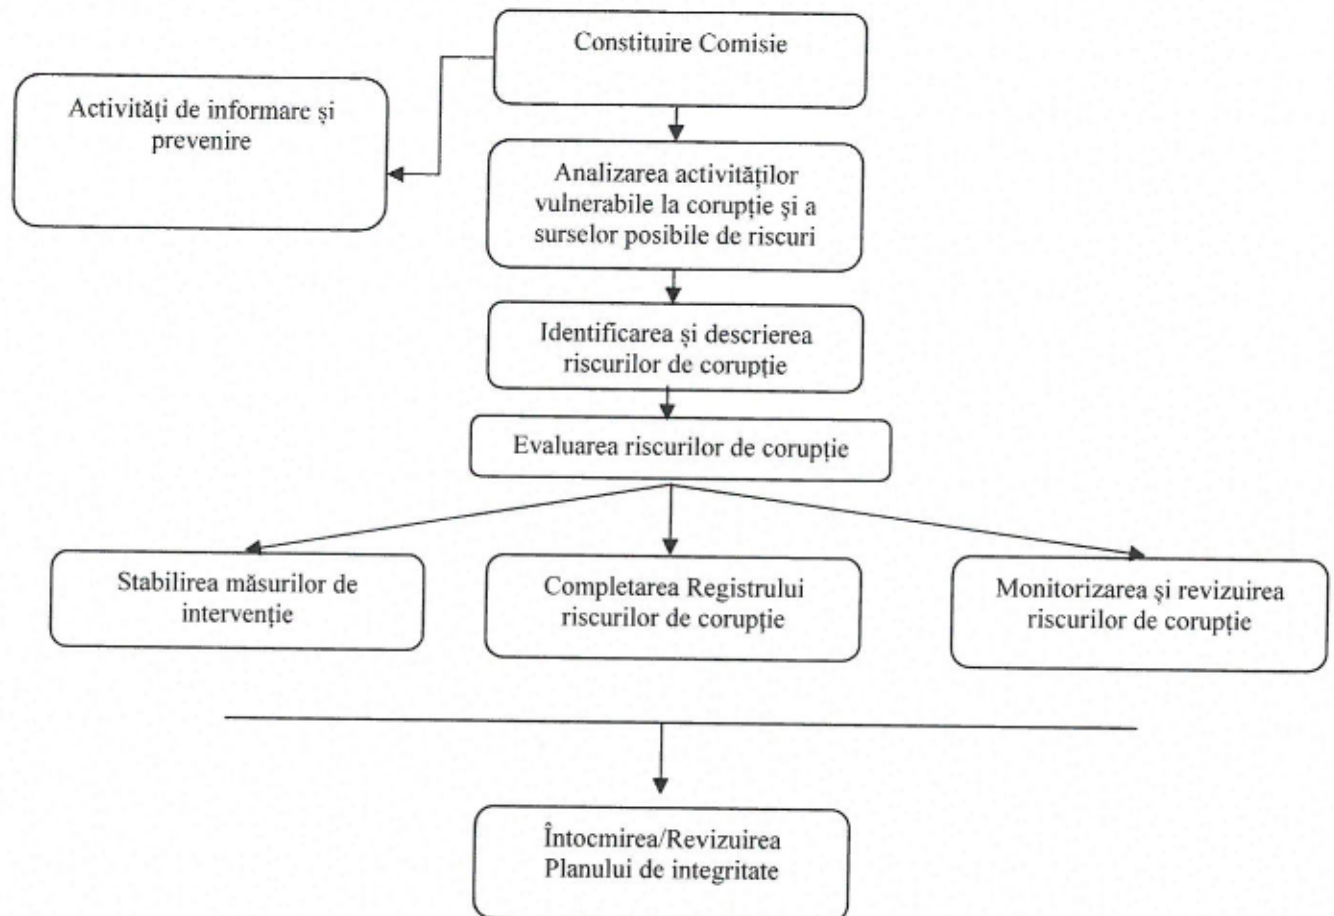 Constituire Comisie
Activități de informare și
prevenire
Analizarea activităților
vulnerabile la corupție și a
surselor posibile de riscuri
Identificarea și descrierea
riscurilor de corupție
Evaluarea riscurilor de corupție
Stabilirea măsurilor de
intervenție
Completarea Registrului
riscurilor de corupție
Monitorizarea și revizuirea
riscurilor de corupție
Întocmirea/Revizuirea
Planului de integritate